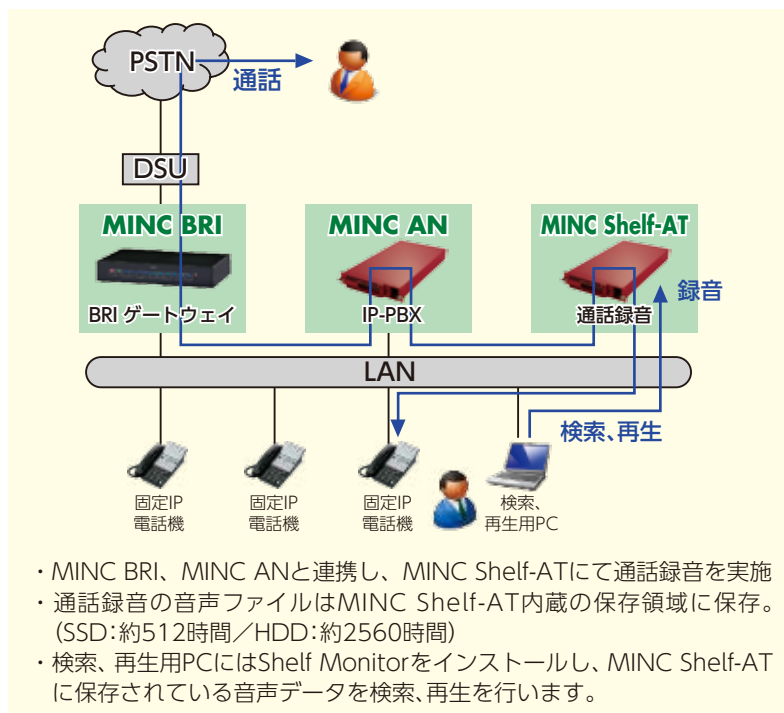 PSTN
通話
DSU
MINC BRI
MINC AN
MINC Shelf-AT
録音
BRI ゲートウェイ
IP-PBX
通話録音
LAN
検索、再生
固定IP
電話機
固定IP
電話機
固定IP
電話機
検索、
再生用PC
・MINC BRI、MINC ANと連携し、MINC Shelf-ATにて通話録音を実施
・通話録音の音声ファイルはMINC Shelf-AT内蔵の保存領域に保存。
（SSD：約512時間／HDD：約2560時間）
・検索、再生用PCにはShelf Monitorをインストールし、MINC Shelf-AT
に保存されている音声データを検索、再生を行います。